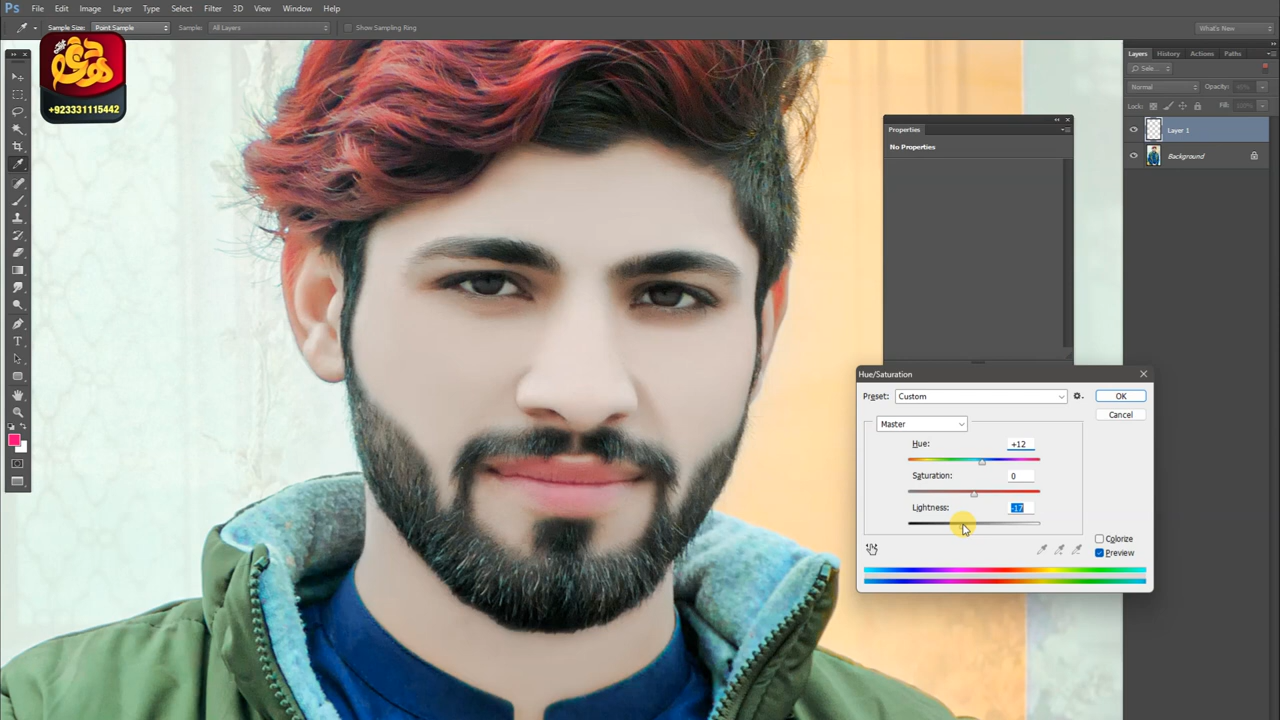 Ps File Edit Image Layer Type Select Filter 3D View Window Help
Sample Size: Point Sample Sample: All Layers Show Sampling Ring What's New
+923331115442
Layers History Actions Paths
Sele...
Normal Opacity:
Lock: Fill:
Layer 1
Background
Properties
No Properties
Hue/Saturation
Preset: Custom OK
Cancel
Master
Hue: +12
Saturation: 0
Lightness: -17
Colorize
Preview
T